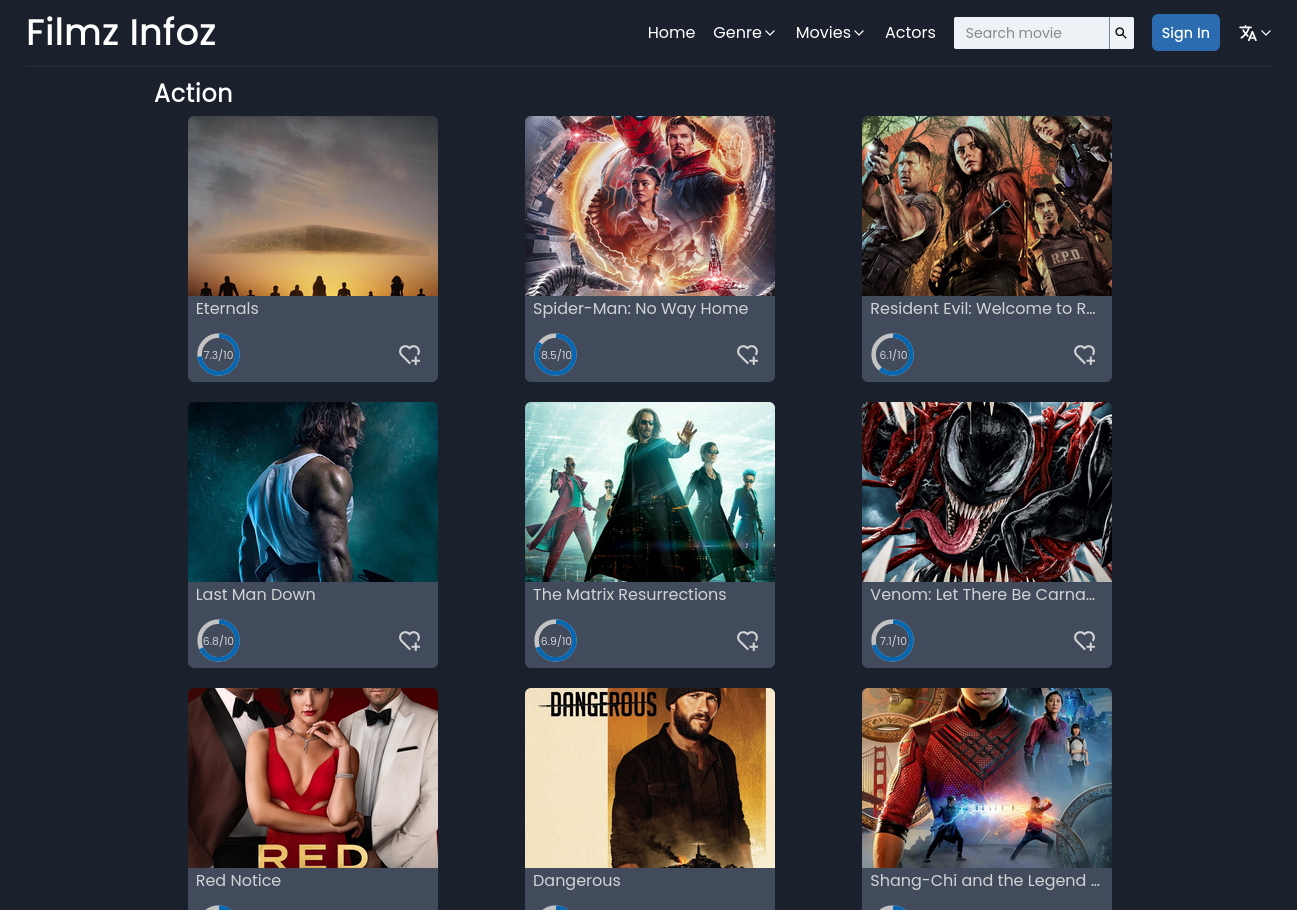 Filmz Infoz
Home Genre Movies Actors Search movie Sign In
Action
Eternals
7.3/10
Spider-Man: No Way Home
8.5/10
R.P.D.
Resident Evil: Welcome to R...
6.1/10
Last Man Down
6.8/10
The Matrix Resurrections
6.9/10
Venom: Let There Be Carna...
7.1/10
RED
Red Notice
DANGEROUS
Dangerous
Shang-Chi and the Legend ...